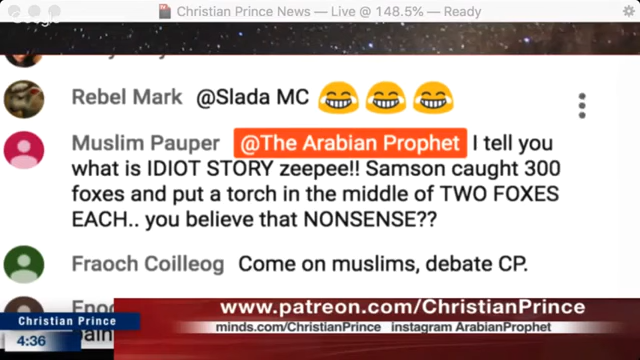 Christian Prince News — Live @ 148.5% — Ready
Rebel Mark @Slada MC 😂 😂 😂
Muslim Pauper @The Arabian Prophet I tell you
what is IDIOT STORY zeepee!! Samson caught 300
foxes and put a torch in the middle of TWO FOXES
EACH.. you believe that NONSENSE??
Fraoch Coilleog Come on muslims, debate CP.
www.patreon.com/ChristianPrince
minds.com/ChristianPrince instagram ArabianProphet
Christian Prince
4:36